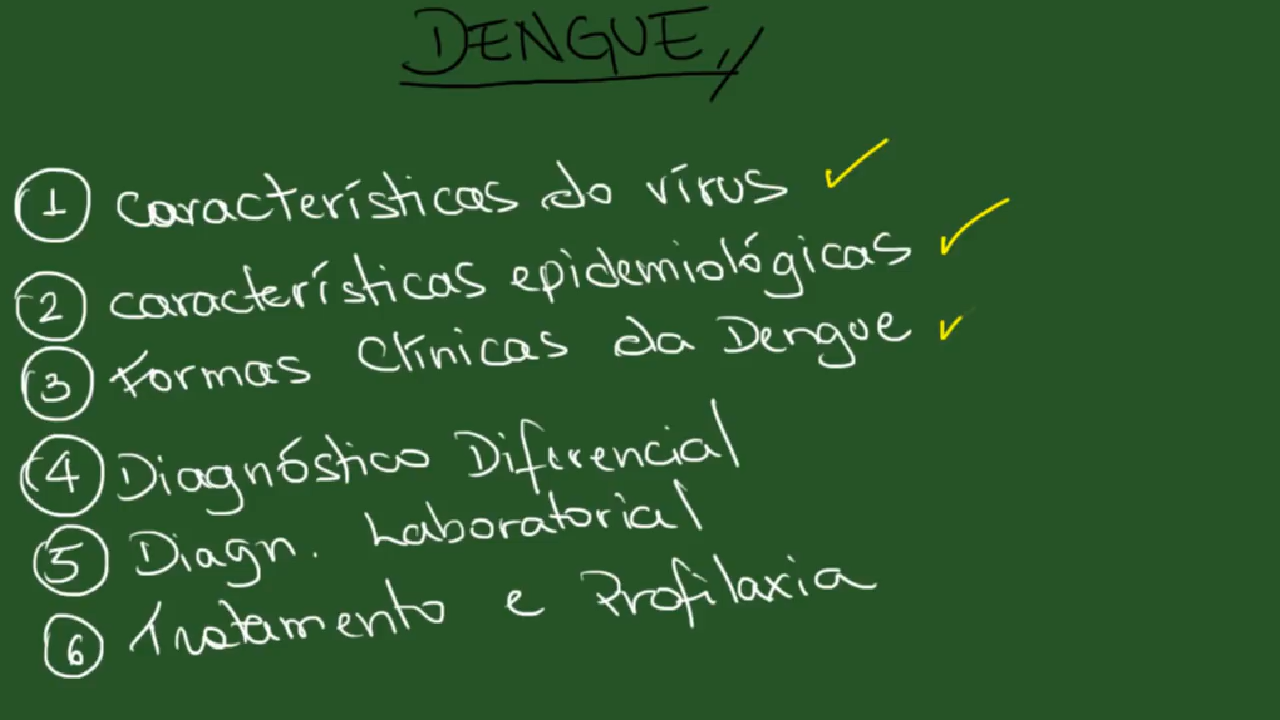 DENGUE
1 Características do vírus
2 características epidemiológicas
3 Formas Clínicas da Dengue
4 Diagnóstico Diferencial
5 Diagn. Laboratorial
6 Tratamento e Profilaxia